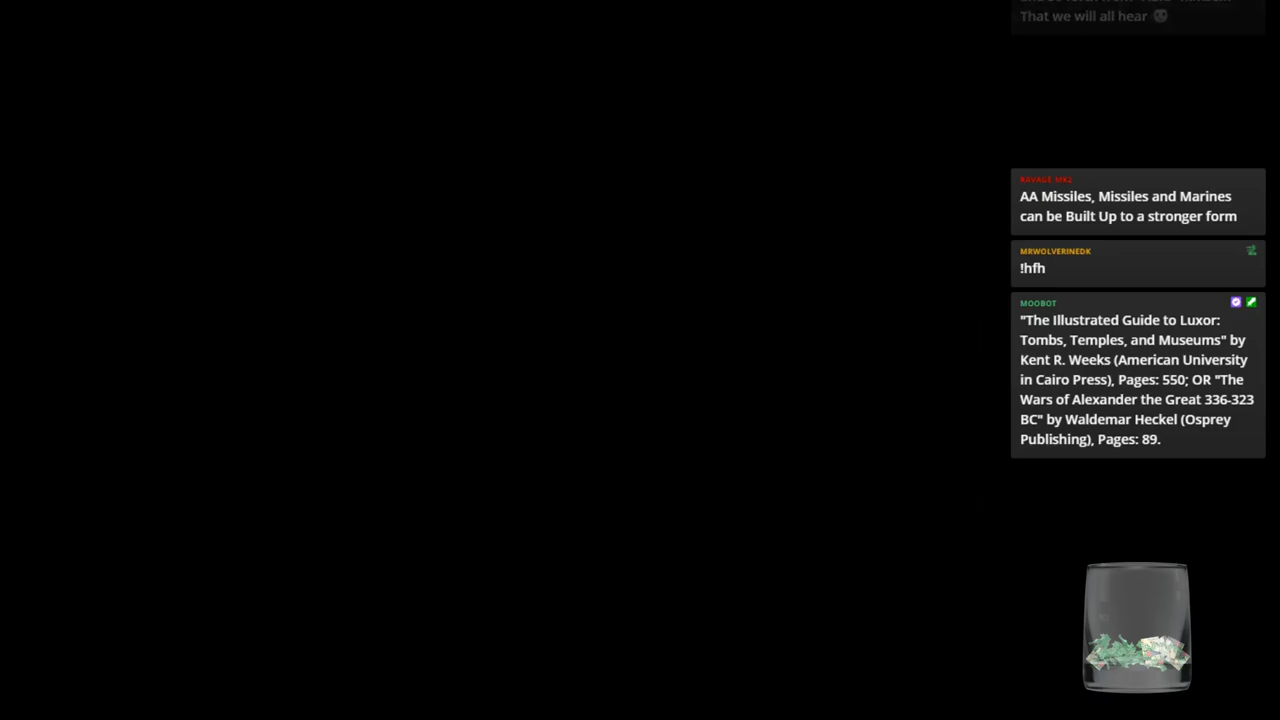 That we will all hear
RAVAGE MK2
AA Missiles, Missiles and Marines
can be Built Up to a stronger form
MRWOLVERINEDK
!hfh
MOOBOT
"The Illustrated Guide to Luxor:
Tombs, Temples, and Museums" by
Kent R. Weeks (American University
in Cairo Press), Pages: 550; OR "The
Wars of Alexander the Great 336-323
BC" by Waldemar Heckel (Osprey
Publishing), Pages: 89.